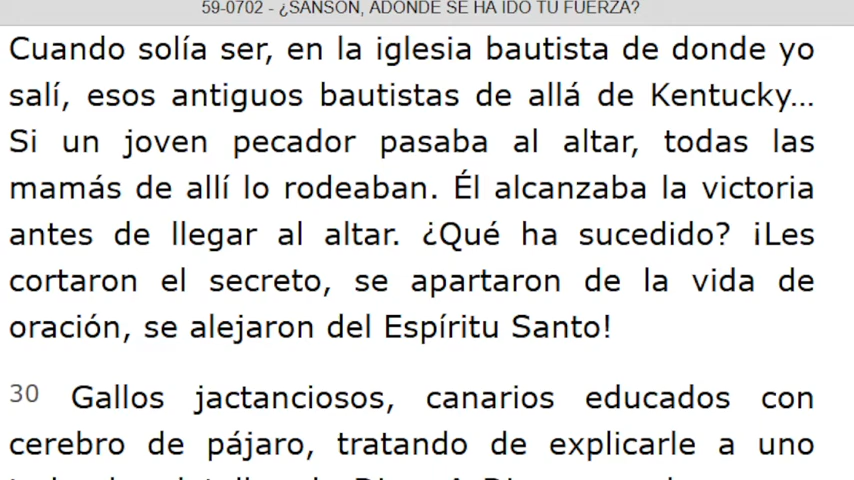 59-0702 - ¿SANSÓN, ADÓNDE SE HA IDO TU FUERZA?
Cuando solía ser, en la iglesia bautista de donde yo
salí, esos antiguos bautistas de allá de Kentucky...
Si un joven pecador pasaba al altar, todas las
mamás de allí lo rodeaban. Él alcanzaba la victoria
antes de llegar al altar. ¿Qué ha sucedido? ¡Les
cortaron el secreto, se apartaron de la vida de
oración, se alejaron del Espíritu Santo!
30 Gallos jactanciosos, canarios educados con
cerebro de pájaro, tratando de explicarle a uno